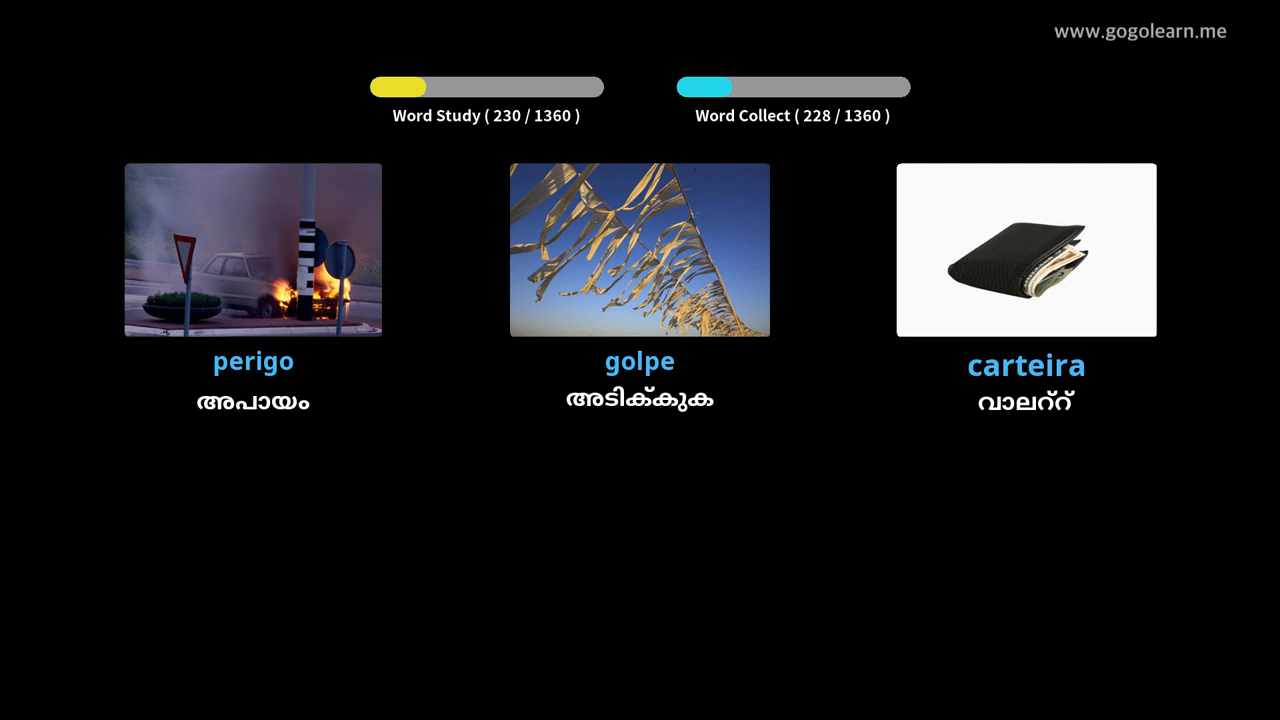 www.gogolearn.me
Word Study ( 230 / 1360 )
Word Collect ( 228 / 1360 )
perigo
golpe
carteira
അപായം
അടിക്കുക
വാലറ്റ്